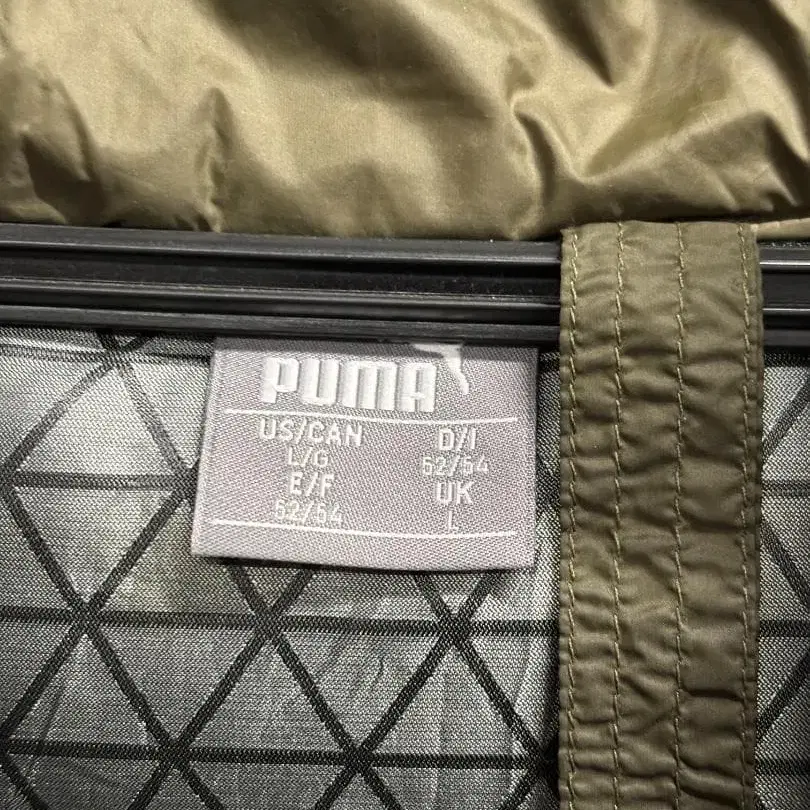 PUMA
US/CAN D/I
L/G 52/54
E/F UK
52/54 L